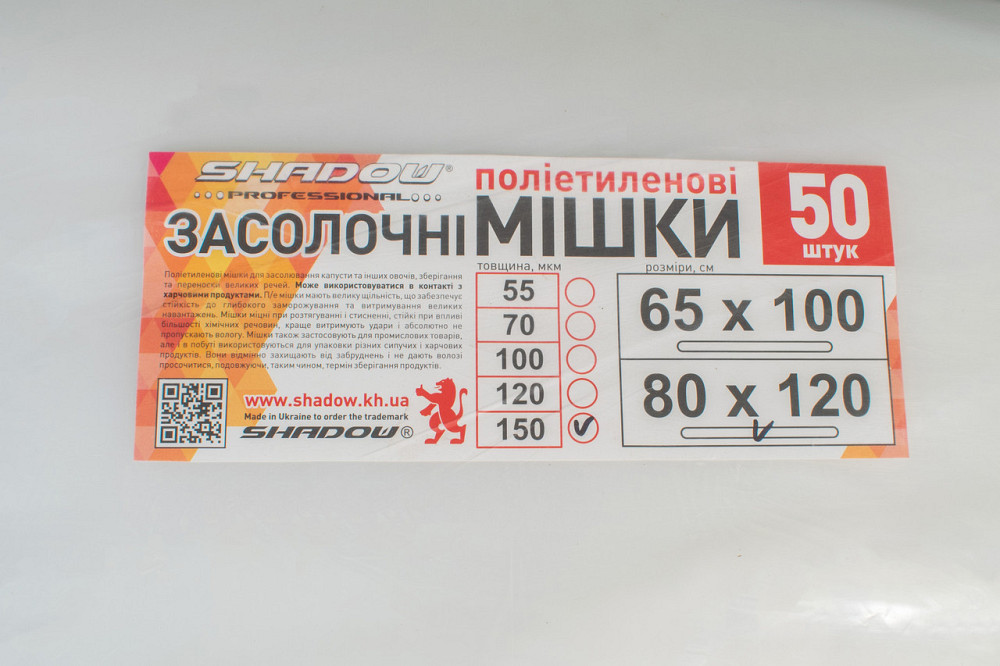 SHADOW®
PROFESSIONAL
ЗАСОЛОЧНІ
поліетиленові
МІШКИ
50
штук
Поліетиленові мішки для засолювання капусти та інших овочів, зберігання
та переноски великих речей. Може використовуватися в контакті з
харчовими продуктами. П/е мішки мають велику щільність, що забезпечує
стійкість до глибокого заморожування та витримування великих
навантажень. Мішки міцні при розтягуванні і стисненні, стійкі при впливі
більшості хімічних речовин, краще витримують удари і абсолютно не
пропускають вологу. Мішки також застосовують для промислових товарів,
але і в побуті використовуються для упаковки різних сипучих і харчових
продуктів. Вони відмінно захищають від забруднень і не дають волозі
просочитися, подовжуючи, таким чином, термін зберігання продуктів.
www.shadow.kh.ua
Made in Ukraine to order the trademark
SHADOW®
товщина, мкм
55
70
100
120
150
розміри, см
65 x 100
80 x 120